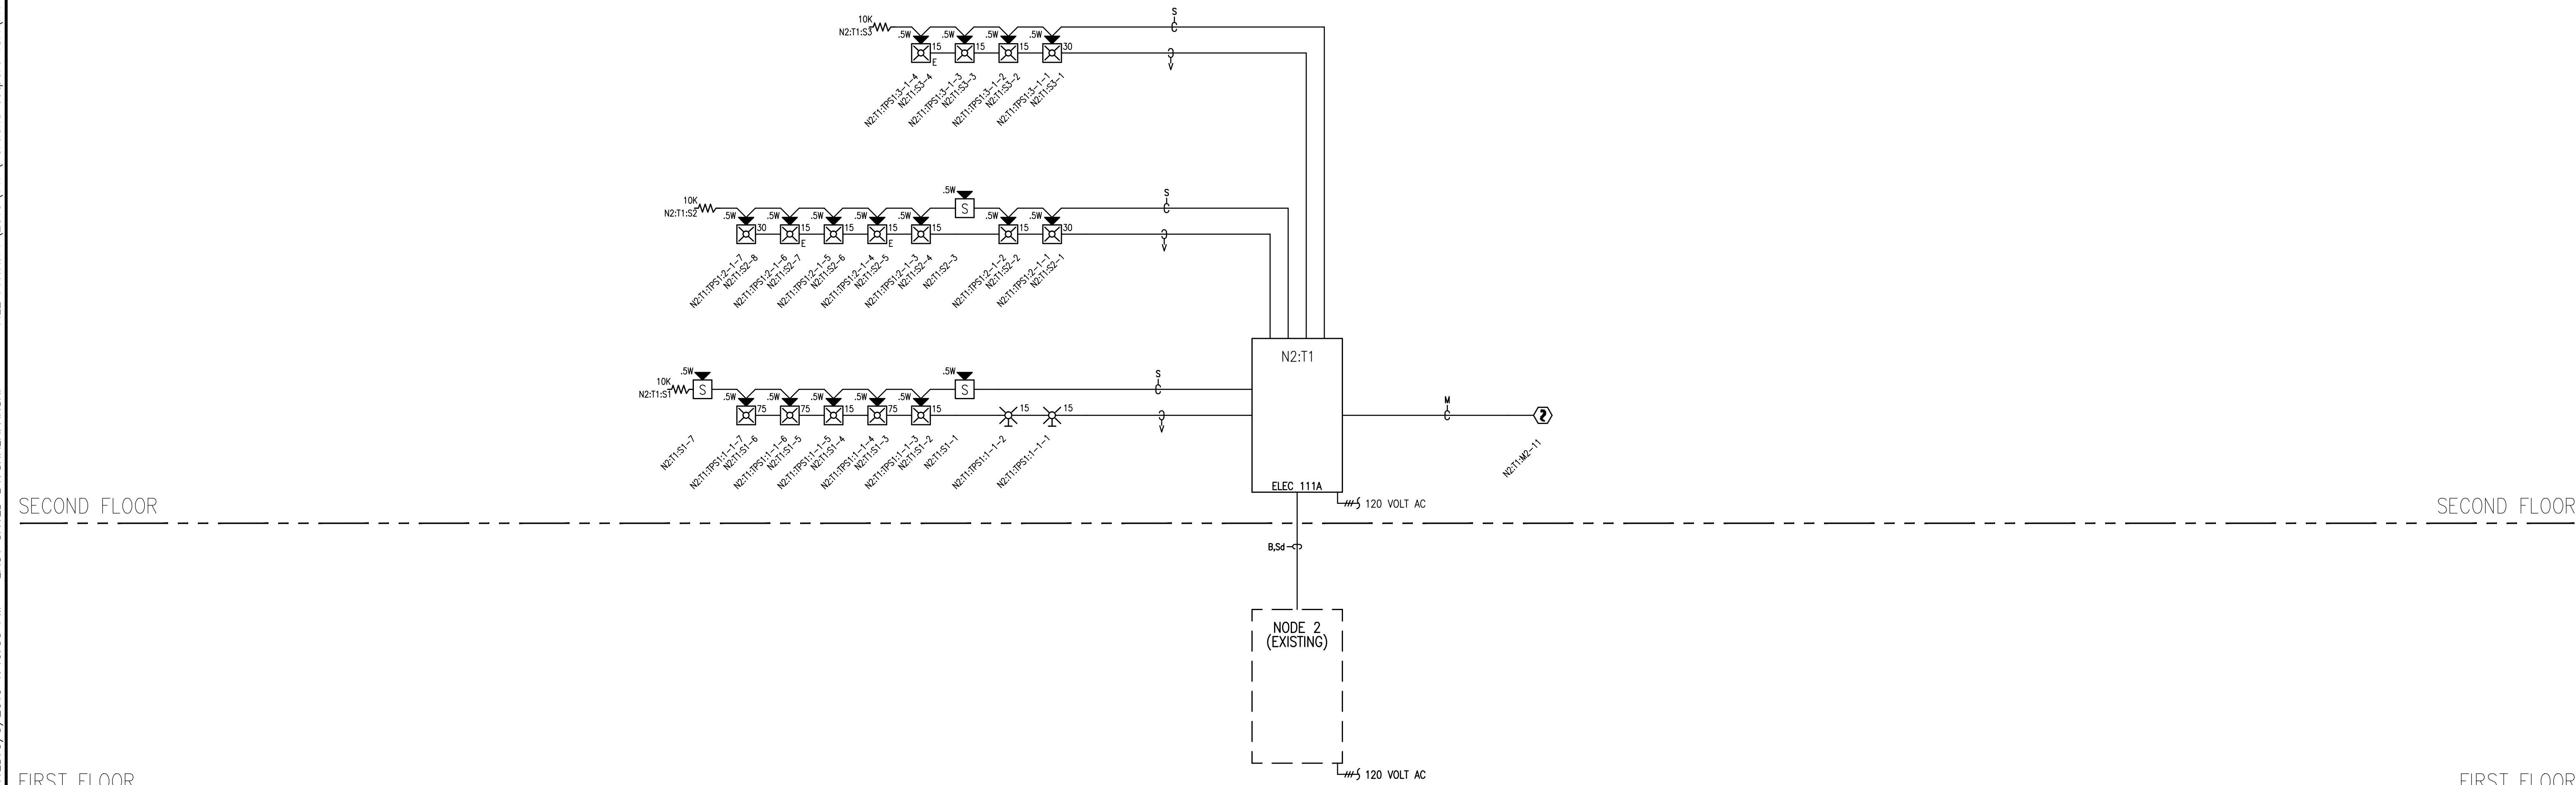 S
10K
N2:T1:S3
.5W
.5W
.5W
.5W
15
15
15
30
E
V
N2:T1:TPS1:3-1-4
N2:T1:S3-4
N2:T1:TPS1:3-1-3
N2:T1:S3-3
N2:T1:TPS1:3-1-2
N2:T1:S3-2
N2:T1:TPS1:3-1-1
N2:T1:S3-1
.5W
S
S
10K
N2:T1:S2
.5W
.5W
.5W
.5W
.5W
.5W
.5W
30
15
15
15
15
15
30
E
E
V
N2:T1:TPS1:2-1-7
N2:T1:S2-8
N2:T1:TPS1:2-1-6
N2:T1:S2-7
N2:T1:TPS1:2-1-5
N2:T1:S2-6
N2:T1:TPS1:2-1-4
N2:T1:S2-5
N2:T1:TPS1:2-1-3
N2:T1:S2-4
N2:T1:S2-3
N2:T1:TPS1:2-1-2
N2:T1:S2-2
N2:T1:TPS1:2-1-1
N2:T1:S2-1
N2:T1
.5W
.5W
S
10K
N2:T1:S1
S
S
.5W
.5W
.5W
.5W
.5W
75
75
15
75
15
15
15
V
M
2
N2:T1:S1-7
N2:T1:TPS1:1-1-7
N2:T1:S1-6
N2:T1:TPS1:1-1-6
N2:T1:S1-5
N2:T1:TPS1:1-1-5
N2:T1:S1-4
N2:T1:TPS1:1-1-4
N2:T1:S1-3
N2:T1:TPS1:1-1-3
N2:T1:S1-2
N2:T1:S1-1
N2:T1:TPS1:1-1-2
N2:T1:TPS1:1-1-1
N2:T1:M2-11
ELEC 111A
120 VOLT AC
SECOND FLOOR
SECOND FLOOR
B,Sd
NODE 2
(EXISTING)
120 VOLT AC
FIRST FLOOR
FIRST FLOOR